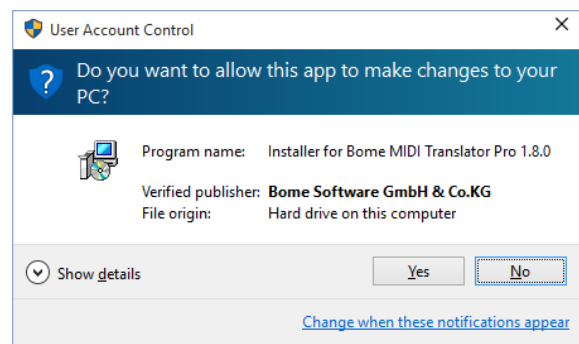 User Account Control
Do you want to allow this app to make changes to your
PC?
Program name: Installer for Bome MIDI Translator Pro 1.8.0
Verified publisher: Bome Software GmbH & Co.KG
File origin: Hard drive on this computer
Show details
Yes
No
Change when these notifications appear